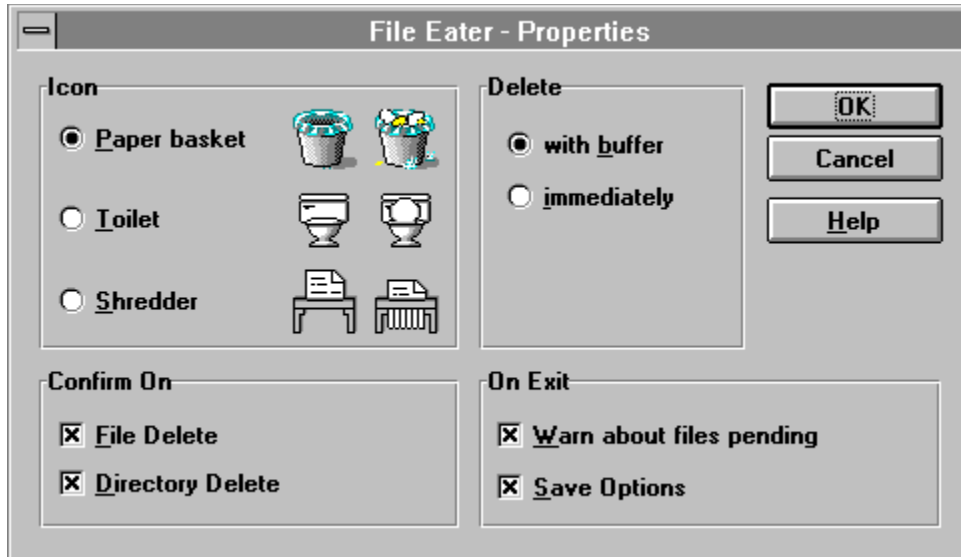 File Eater - Properties
Icon
Paper basket
Toilet
Shredder
Delete
with buffer
immediately
OK
Cancel
Help
Confirm On
File Delete
Directory Delete
On Exit
Warn about files pending
Save Options